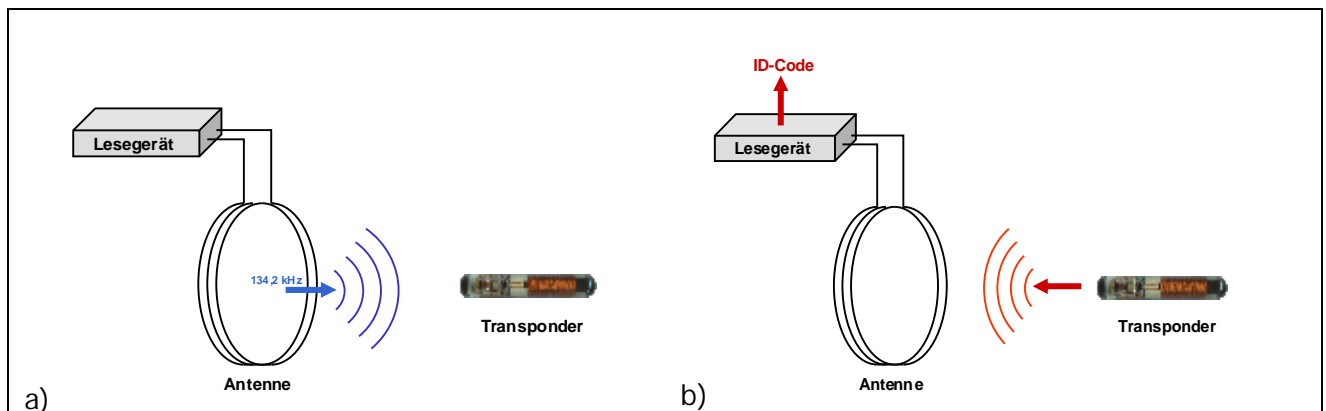 Lesegerät
134,2 kHz
Transponder
Antenne
a)
ID-Code
Lesegerät
Transponder
Antenne
b)